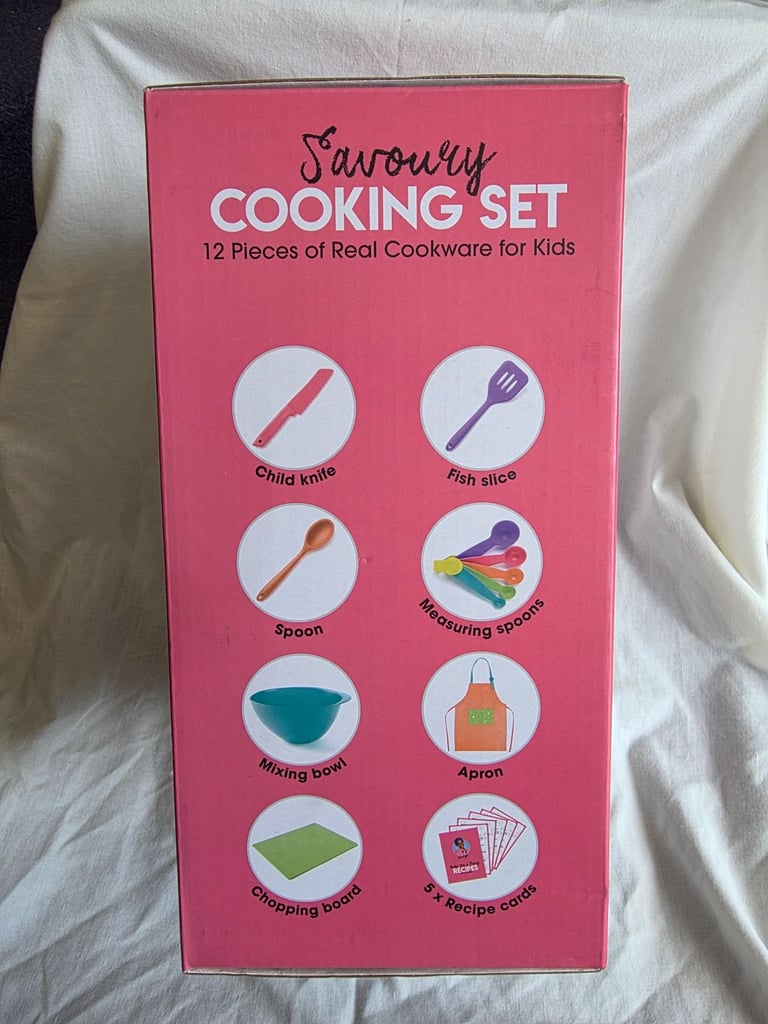 Savoury
COOKING SET
12 Pieces of Real Cookware for Kids
Child knife
Fish slice
Spoon
Measuring spoons
Mixing bowl
Apron
Chopping board
RECIPES
5 x Recipe cards